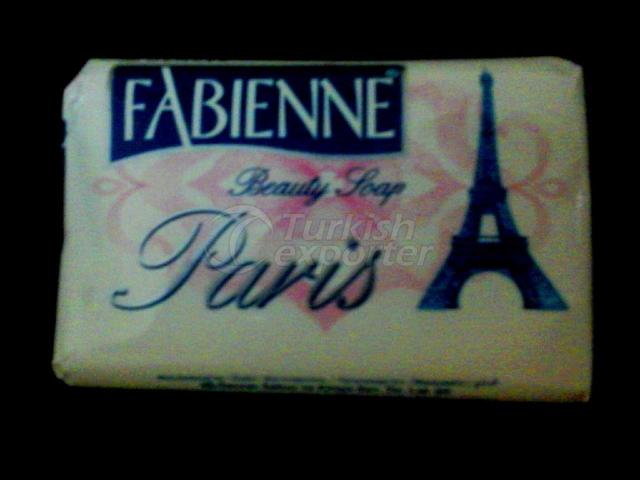 FABIENNE
Beauty Soap
Paris
Turkish
exporter